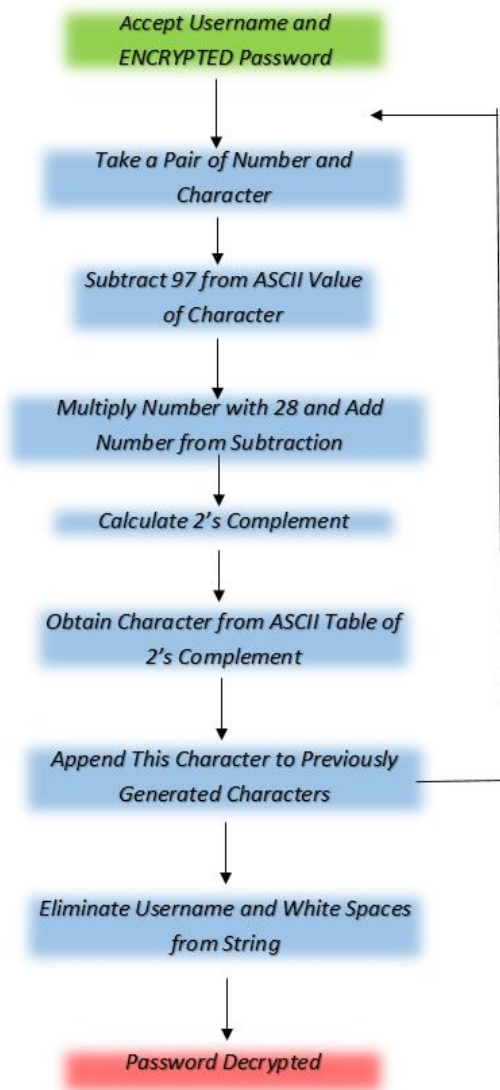 Accept Username and
ENCRYPTED Password
Take a Pair of Number and
Character
Subtract 97 from ASCII Value
of Character
Multiply Number with 28 and Add
Number from Subtraction
Calculate 2's Complement
Obtain Character from ASCII Table of
2's Complement
Append This Character to Previously
Generated Characters
Eliminate Username and White Spaces
from String
Password Decrypted